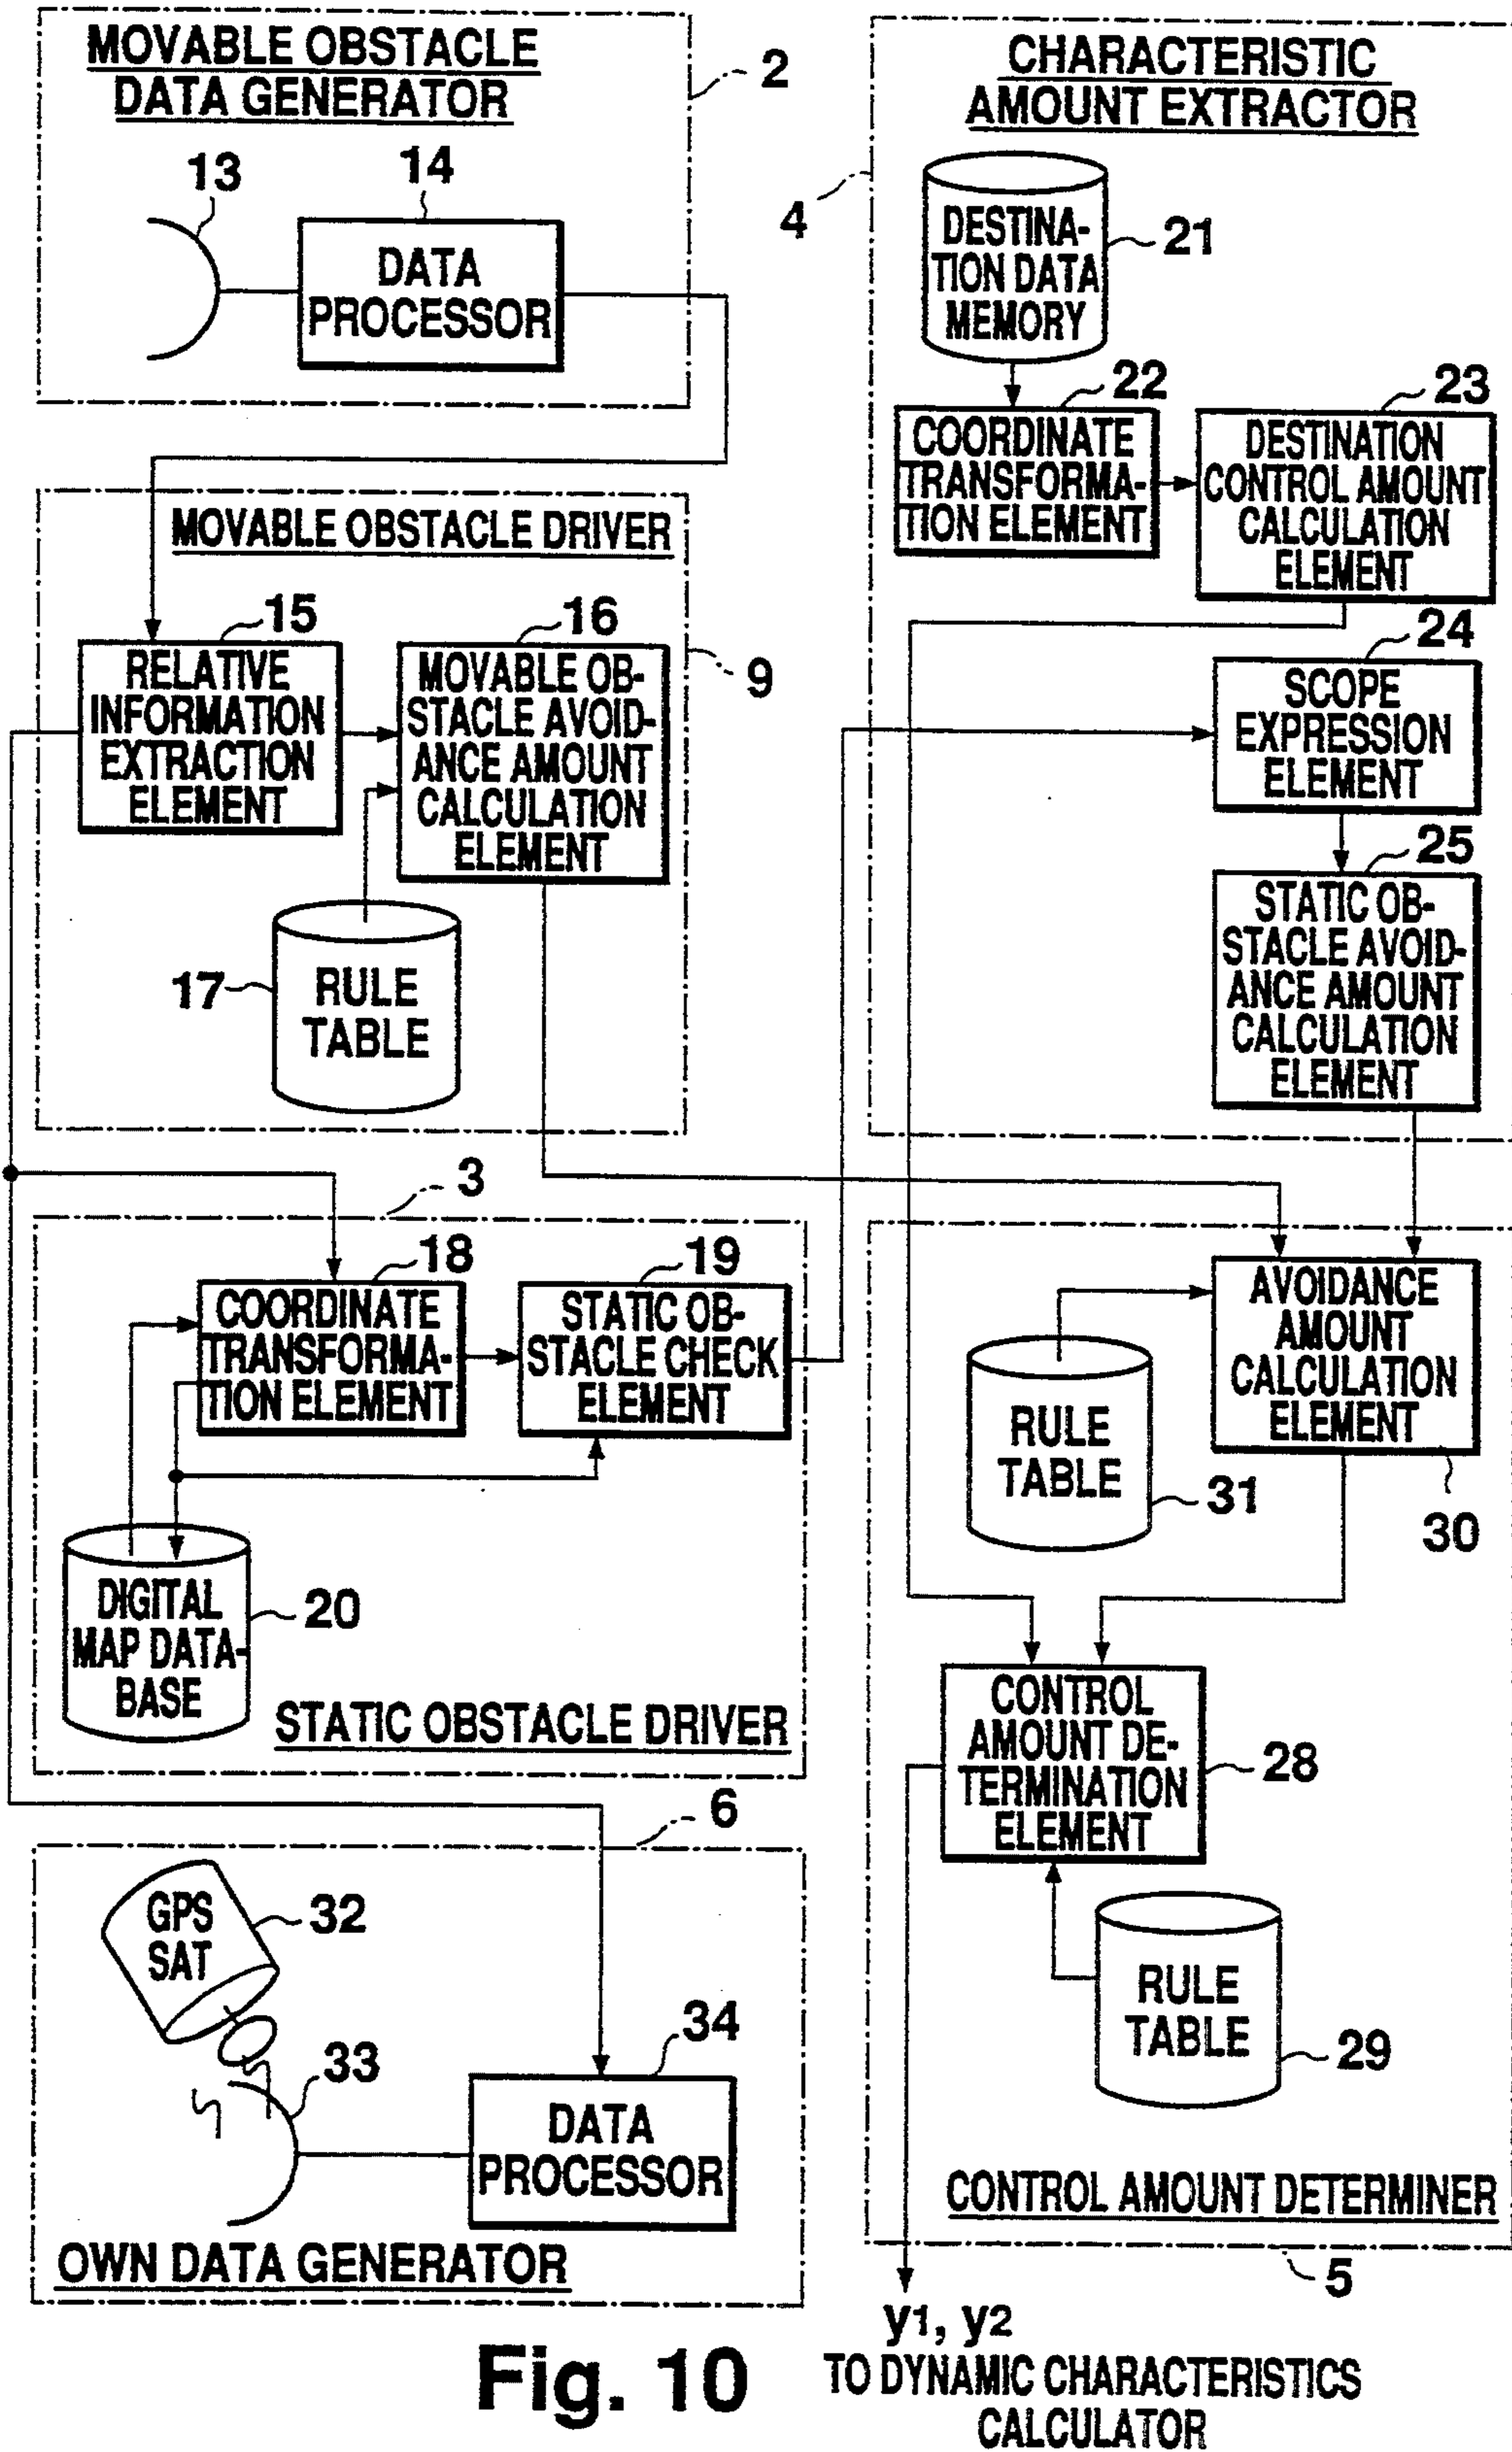 MOVABLE OBSTACLE
DATA GENERATOR
2
13
14
DATA
PROCESSOR
MOVABLE OBSTACLE DRIVER
15
16
9
RELATIVE
INFORMATION
EXTRACTION
ELEMENT
MOVABLE OB-
STACLE AVOID-
ANCE AMOUNT
CALCULATION
ELEMENT
17
RULE
TABLE
3
18
19
COORDINATE
TRANSFORMA-
TION ELEMENT
STATIC OB-
STACLE CHECK
ELEMENT
DIGITAL
MAP DATA-
BASE
20
STATIC OBSTACLE DRIVER
6
GPS
SAT
32
33
34
DATA
PROCESSOR
OWN DATA GENERATOR
CHARACTERISTIC
AMOUNT EXTRACTOR
4
DESTINA-
TION DATA
MEMORY
21
22
23
COORDINATE
TRANSFORMA-
TION ELEMENT
DESTINATION
CONTROL AMOUNT
CALCULATION
ELEMENT
24
SCOPE
EXPRESSION
ELEMENT
25
STATIC OB-
STACLE AVOID-
ANCE AMOUNT
CALCULATION
ELEMENT
AVOIDANCE
AMOUNT
CALCULATION
ELEMENT
30
RULE
TABLE
31
CONTROL
AMOUNT DE-
TERMINATION
ELEMENT
28
RULE
TABLE
29
CONTROL AMOUNT DETERMINER
5
y1, y2
TO DYNAMIC CHARACTERISTICS
CALCULATOR
Fig. 10